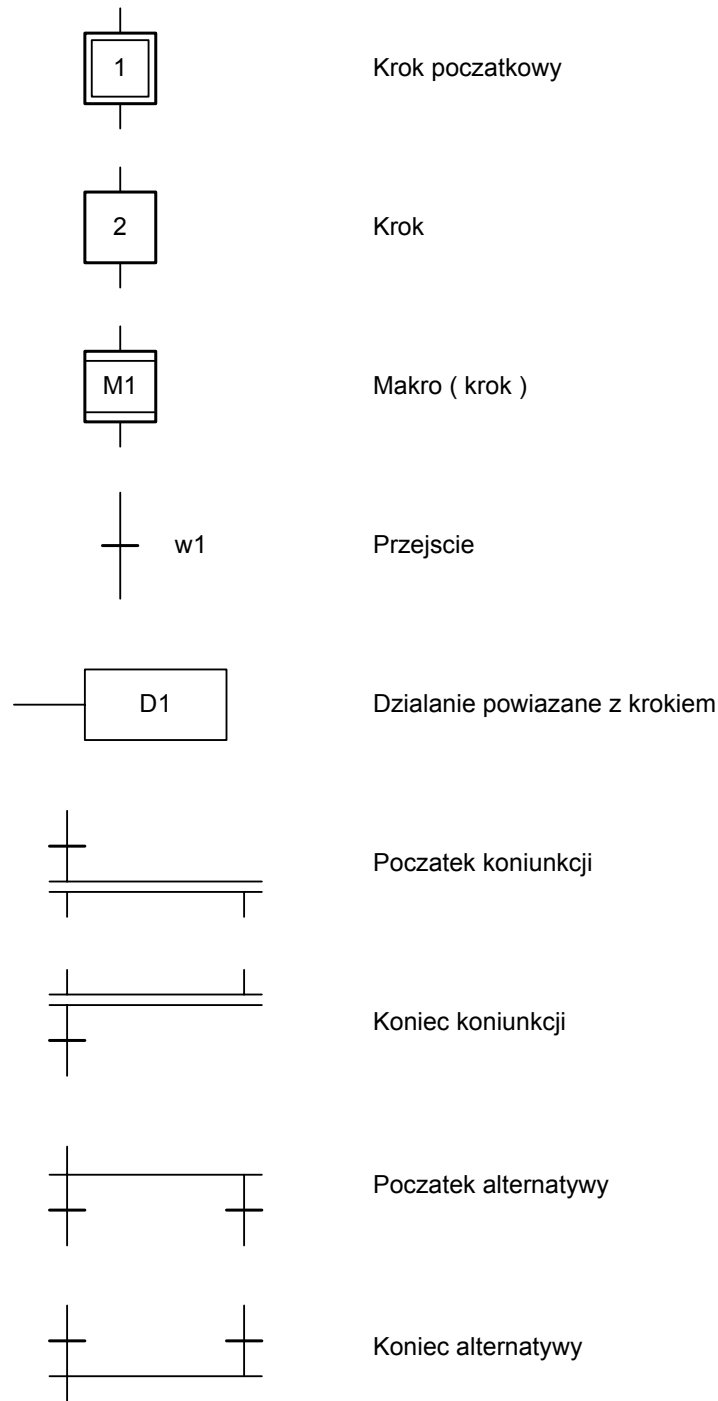 1 Krok poczatkowy
2 Krok
M1 Makro ( krok )
w1 Przejscie
D1 Dzialanie powiazane z krokiem
Poczatek koniunkcji
Koniec koniunkcji
Poczatek alternatywy
Koniec alternatywy